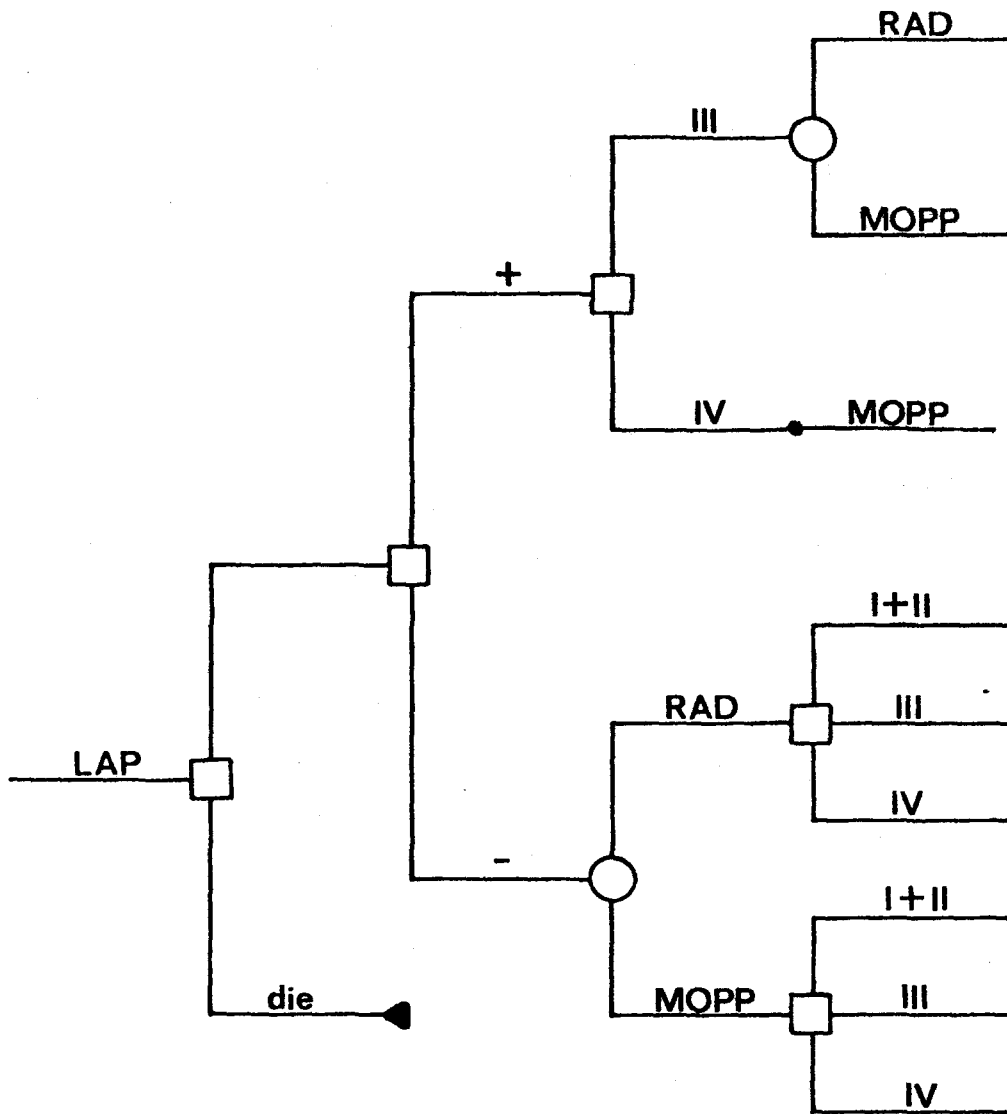 RAD
III
MOPP
+
IV MOPP
I+II
RAD III
LAP
IV
-
I+II
die MOPP III
IV